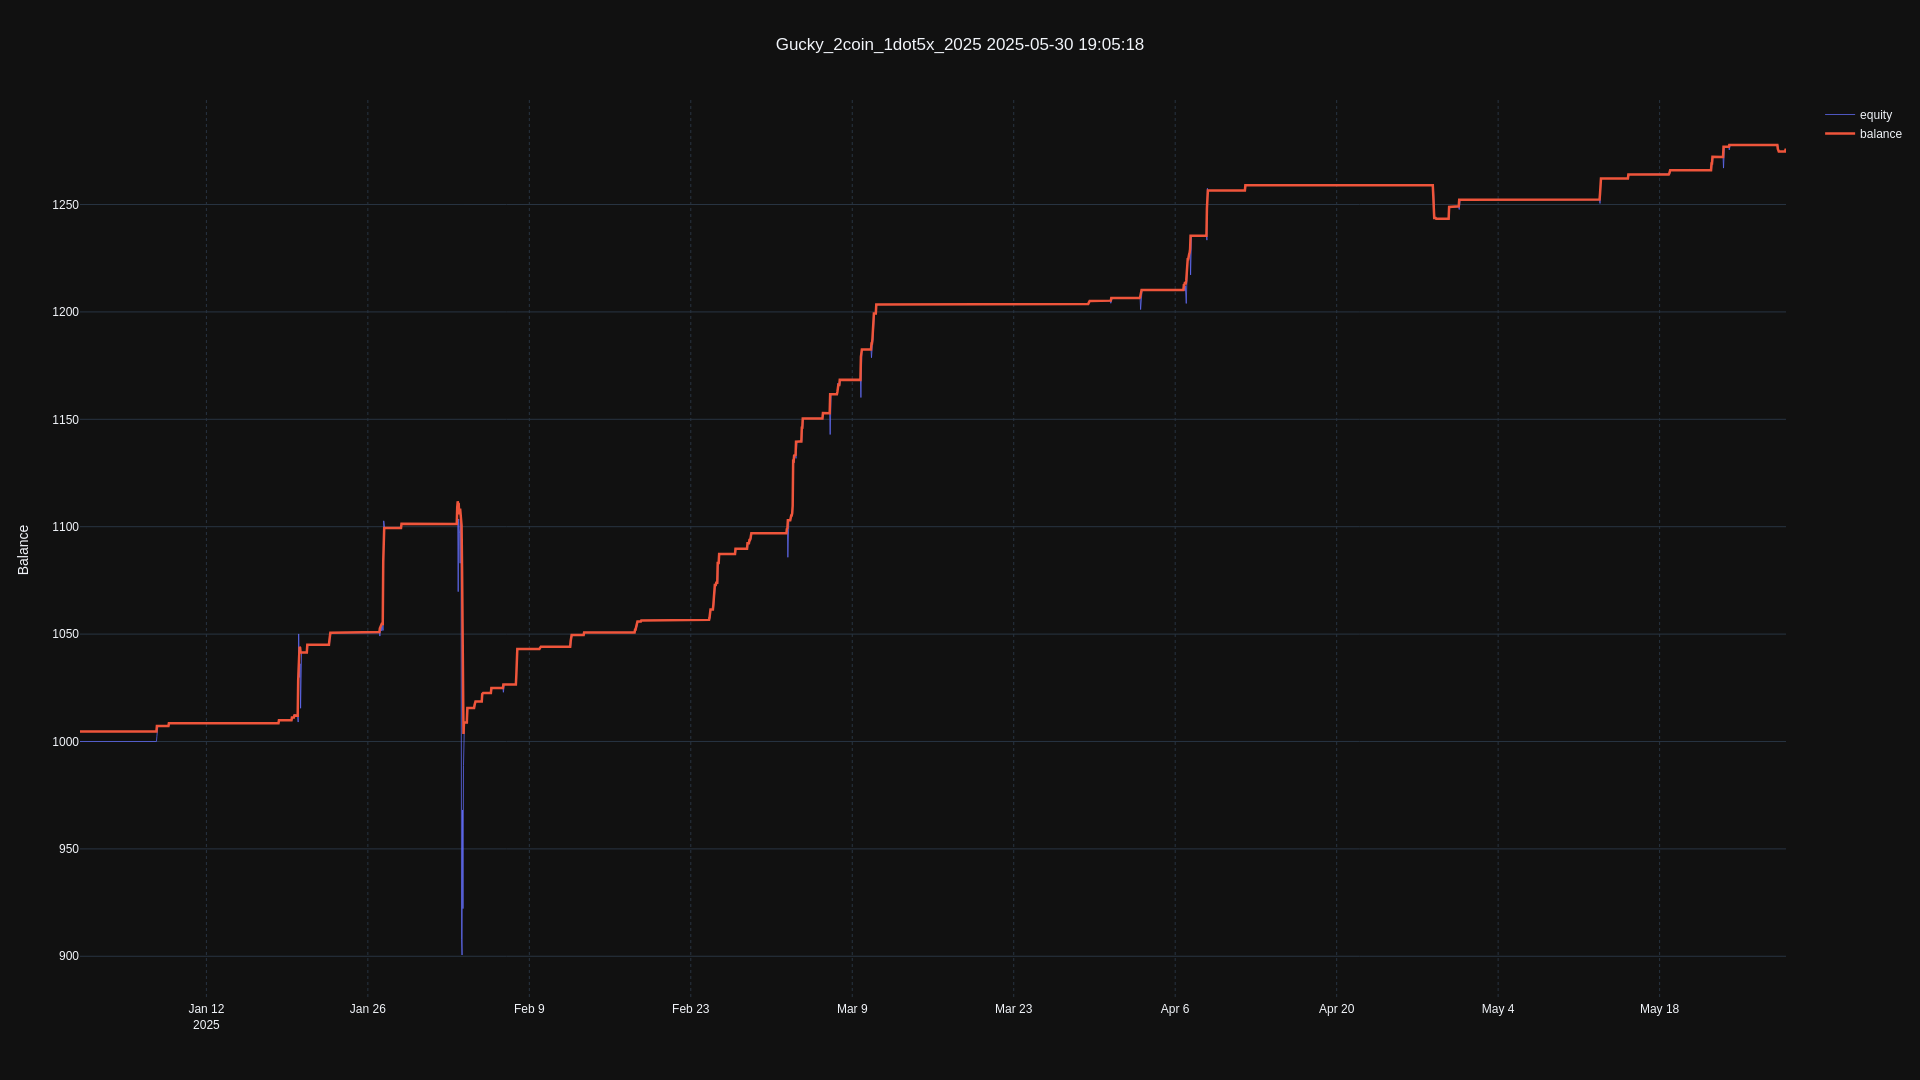 Gucky_2coin_1dot5x_2025 2025-05-30 19:05:18
equity
balance
Balance
1250
1200
1150
1100
1050
1000
950
900
Jan 12
2025
Jan 26
Feb 9
Feb 23
Mar 9
Mar 23
Apr 6
Apr 20
May 4
May 18